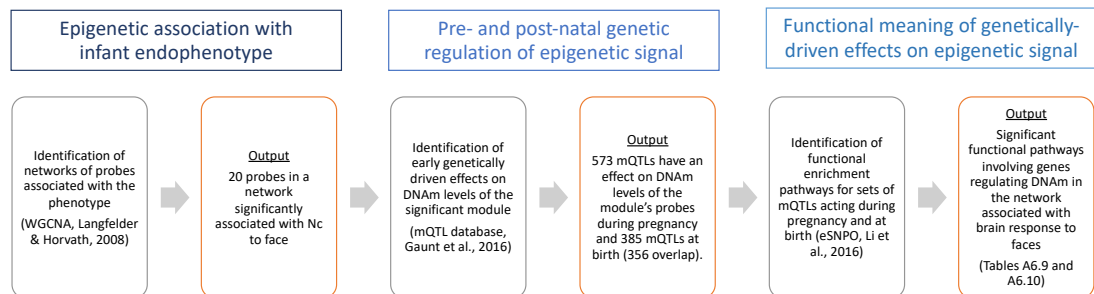 Epigenetic association with
infant endophenotype
Pre- and post-natal genetic
regulation of epigenetic signal
Functional meaning of genetically-
driven effects on epigenetic signal
Identification of
networks of probes
associated with the
phenotype
(WGCNA, Langfelder
& Horvath, 2008)
Output
20 probes in a
network
significantly
associated with Nc
to face
Identification of
early genetically
driven effects on
DNAm levels of the
significant module
(mQTL database,
Gaunt et al., 2016)
Output
573 mQTLs have an
effect on DNAm
levels of the
module's probes
during pregnancy
and 385 mQTLs at
birth (356 overlap).
Identification of
functional
enrichment
pathways for sets of
mQTLs acting during
pregnancy and at
birth (eSNPO, Li et
al., 2016)
Output
Significant
functional pathways
involving genes
regulating DNAm in
the network
associated with
brain response to
faces
(Tables A6.9 and
A6.10)